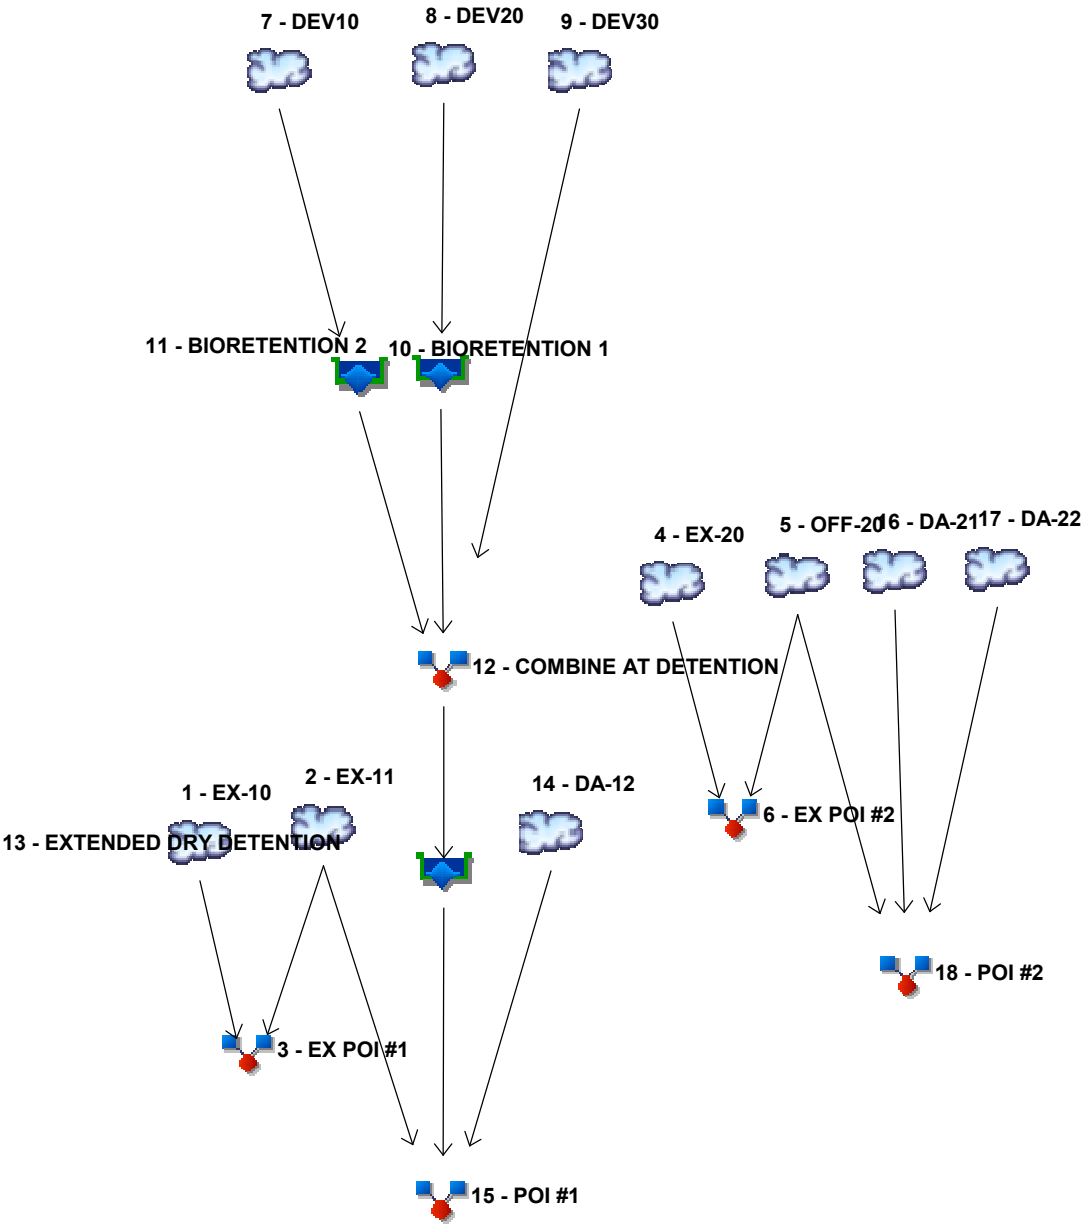 7 - DEV10
8 - DEV20
9 - DEV30
11 - BIORETENTION 2
10 - BIORETENTION 1
4 - EX-20
5 - OFF-20
16 - DA-21
17 - DA-22
12 - COMBINE AT DETENTION
1 - EX-10
2 - EX-11
14 - DA-12
6 - EX POI #2
13 - EXTENDED DRY DETENTION
18 - POI #2
3 - EX POI #1
15 - POI #1